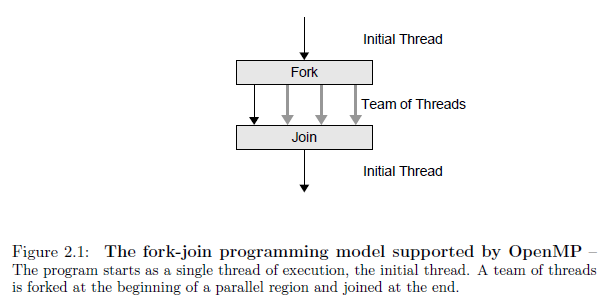 Initial Thread
Fork
Team of Threads
Join
Initial Thread
Figure 2.1: The fork-join programming model supported by OpenMP –
The program starts as a single thread of execution, the initial thread. A team of threads
is forked at the beginning of a parallel region and joined at the end.